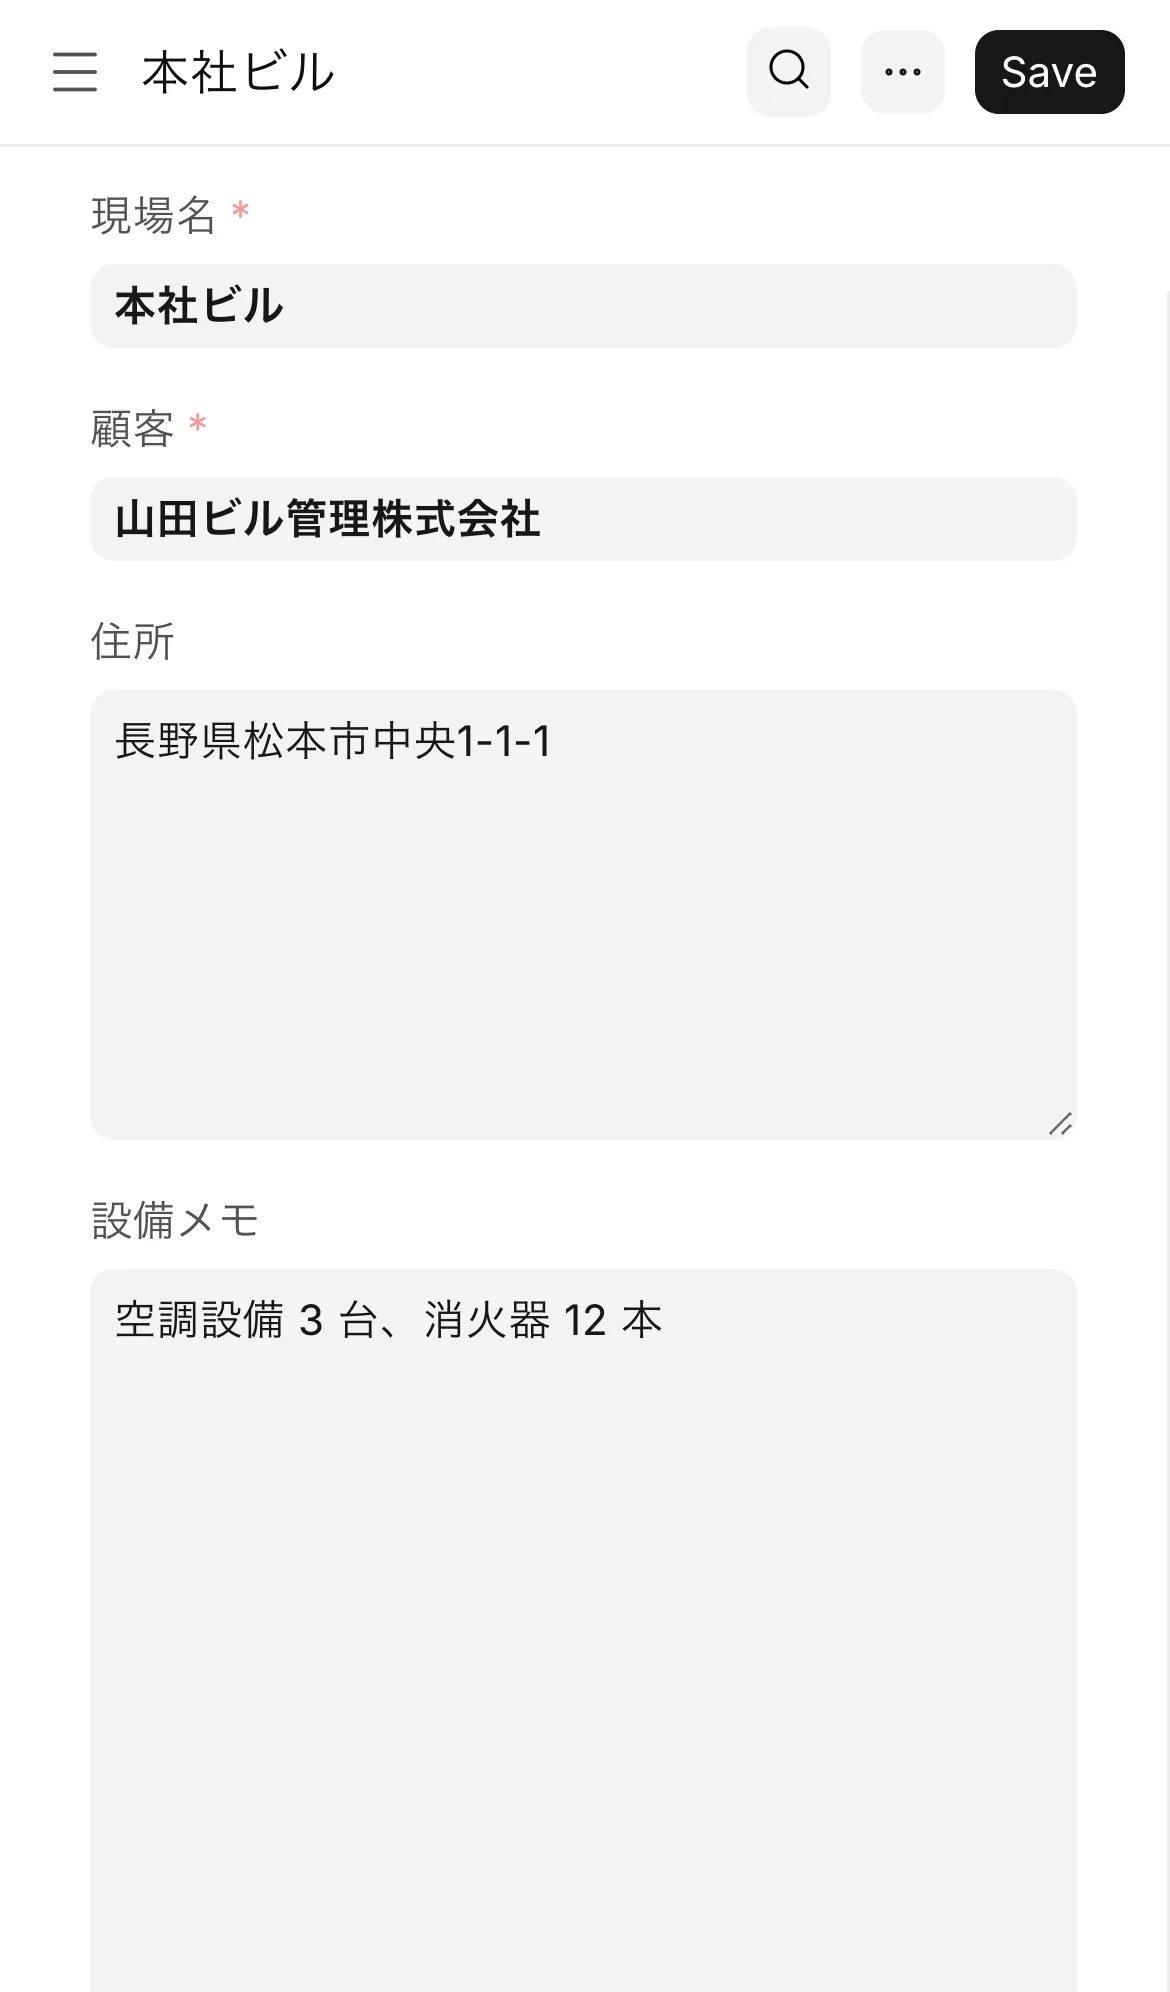 本社ビル
Save
現場名 *
本社ビル
顧客 *
山田ビル管理株式会社
住所
長野県松本市中央1-1-1
設備メモ
空調設備 3 台、消火器 12 本